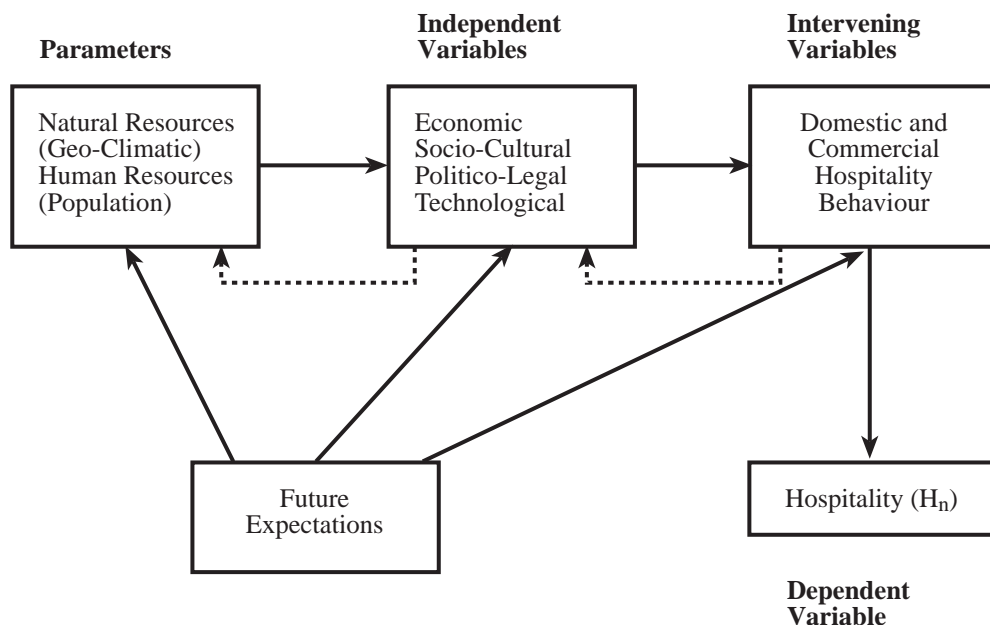 Parameters
Independent
Variables
Intervening
Variables
Natural Resources
(Geo-Climatic)
Human Resources
(Population)
Economic
Socio-Cultural
Politico-Legal
Technological
Domestic and
Commercial
Hospitality
Behaviour
Future
Expectations
Hospitality (Hn)
Dependent
Variable